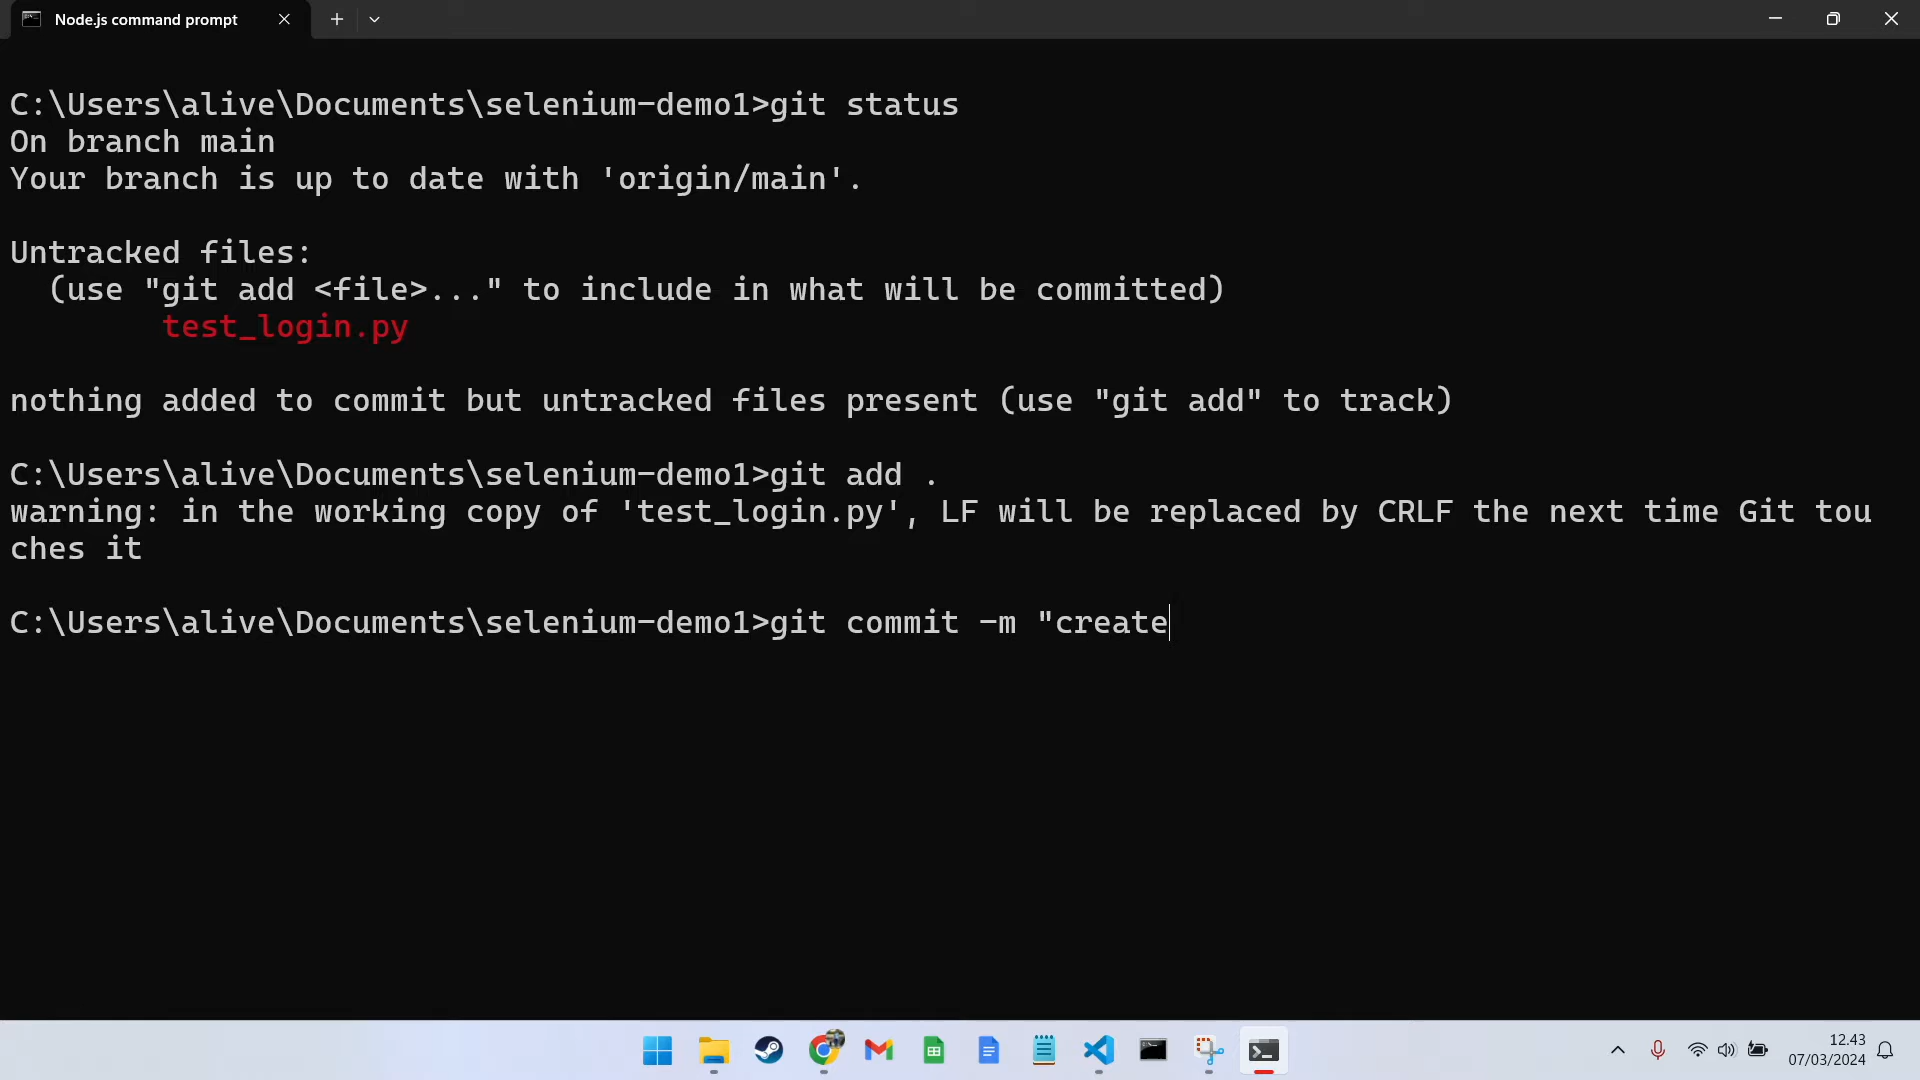 Node.js command prompt
C:\Users\alive\Documents\selenium-demo1>git status
On branch main
Your branch is up to date with 'origin/main'.
Untracked files:
(use "git add <file>..." to include in what will be committed)
test_login.py
nothing added to commit but untracked files present (use "git add" to track)
C:\Users\alive\Documents\selenium-demo1>git add .
warning: in the working copy of 'test_login.py', LF will be replaced by CRLF the next time Git tou
ches it
C:\Users\alive\Documents\selenium-demo1>git commit -m "create
12.43
07/03/2024